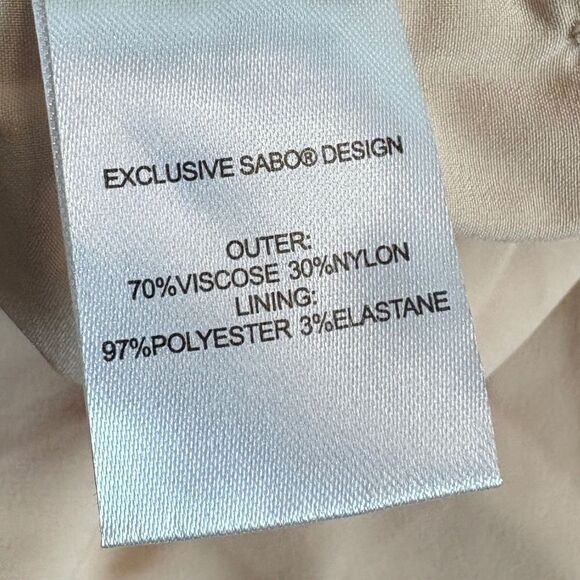 EXCLUSIVE SABO® DESIGN
OUTER:
70%VISCOSE 30%NYLON
LINING:
97%POLYESTER 3%ELASTANE